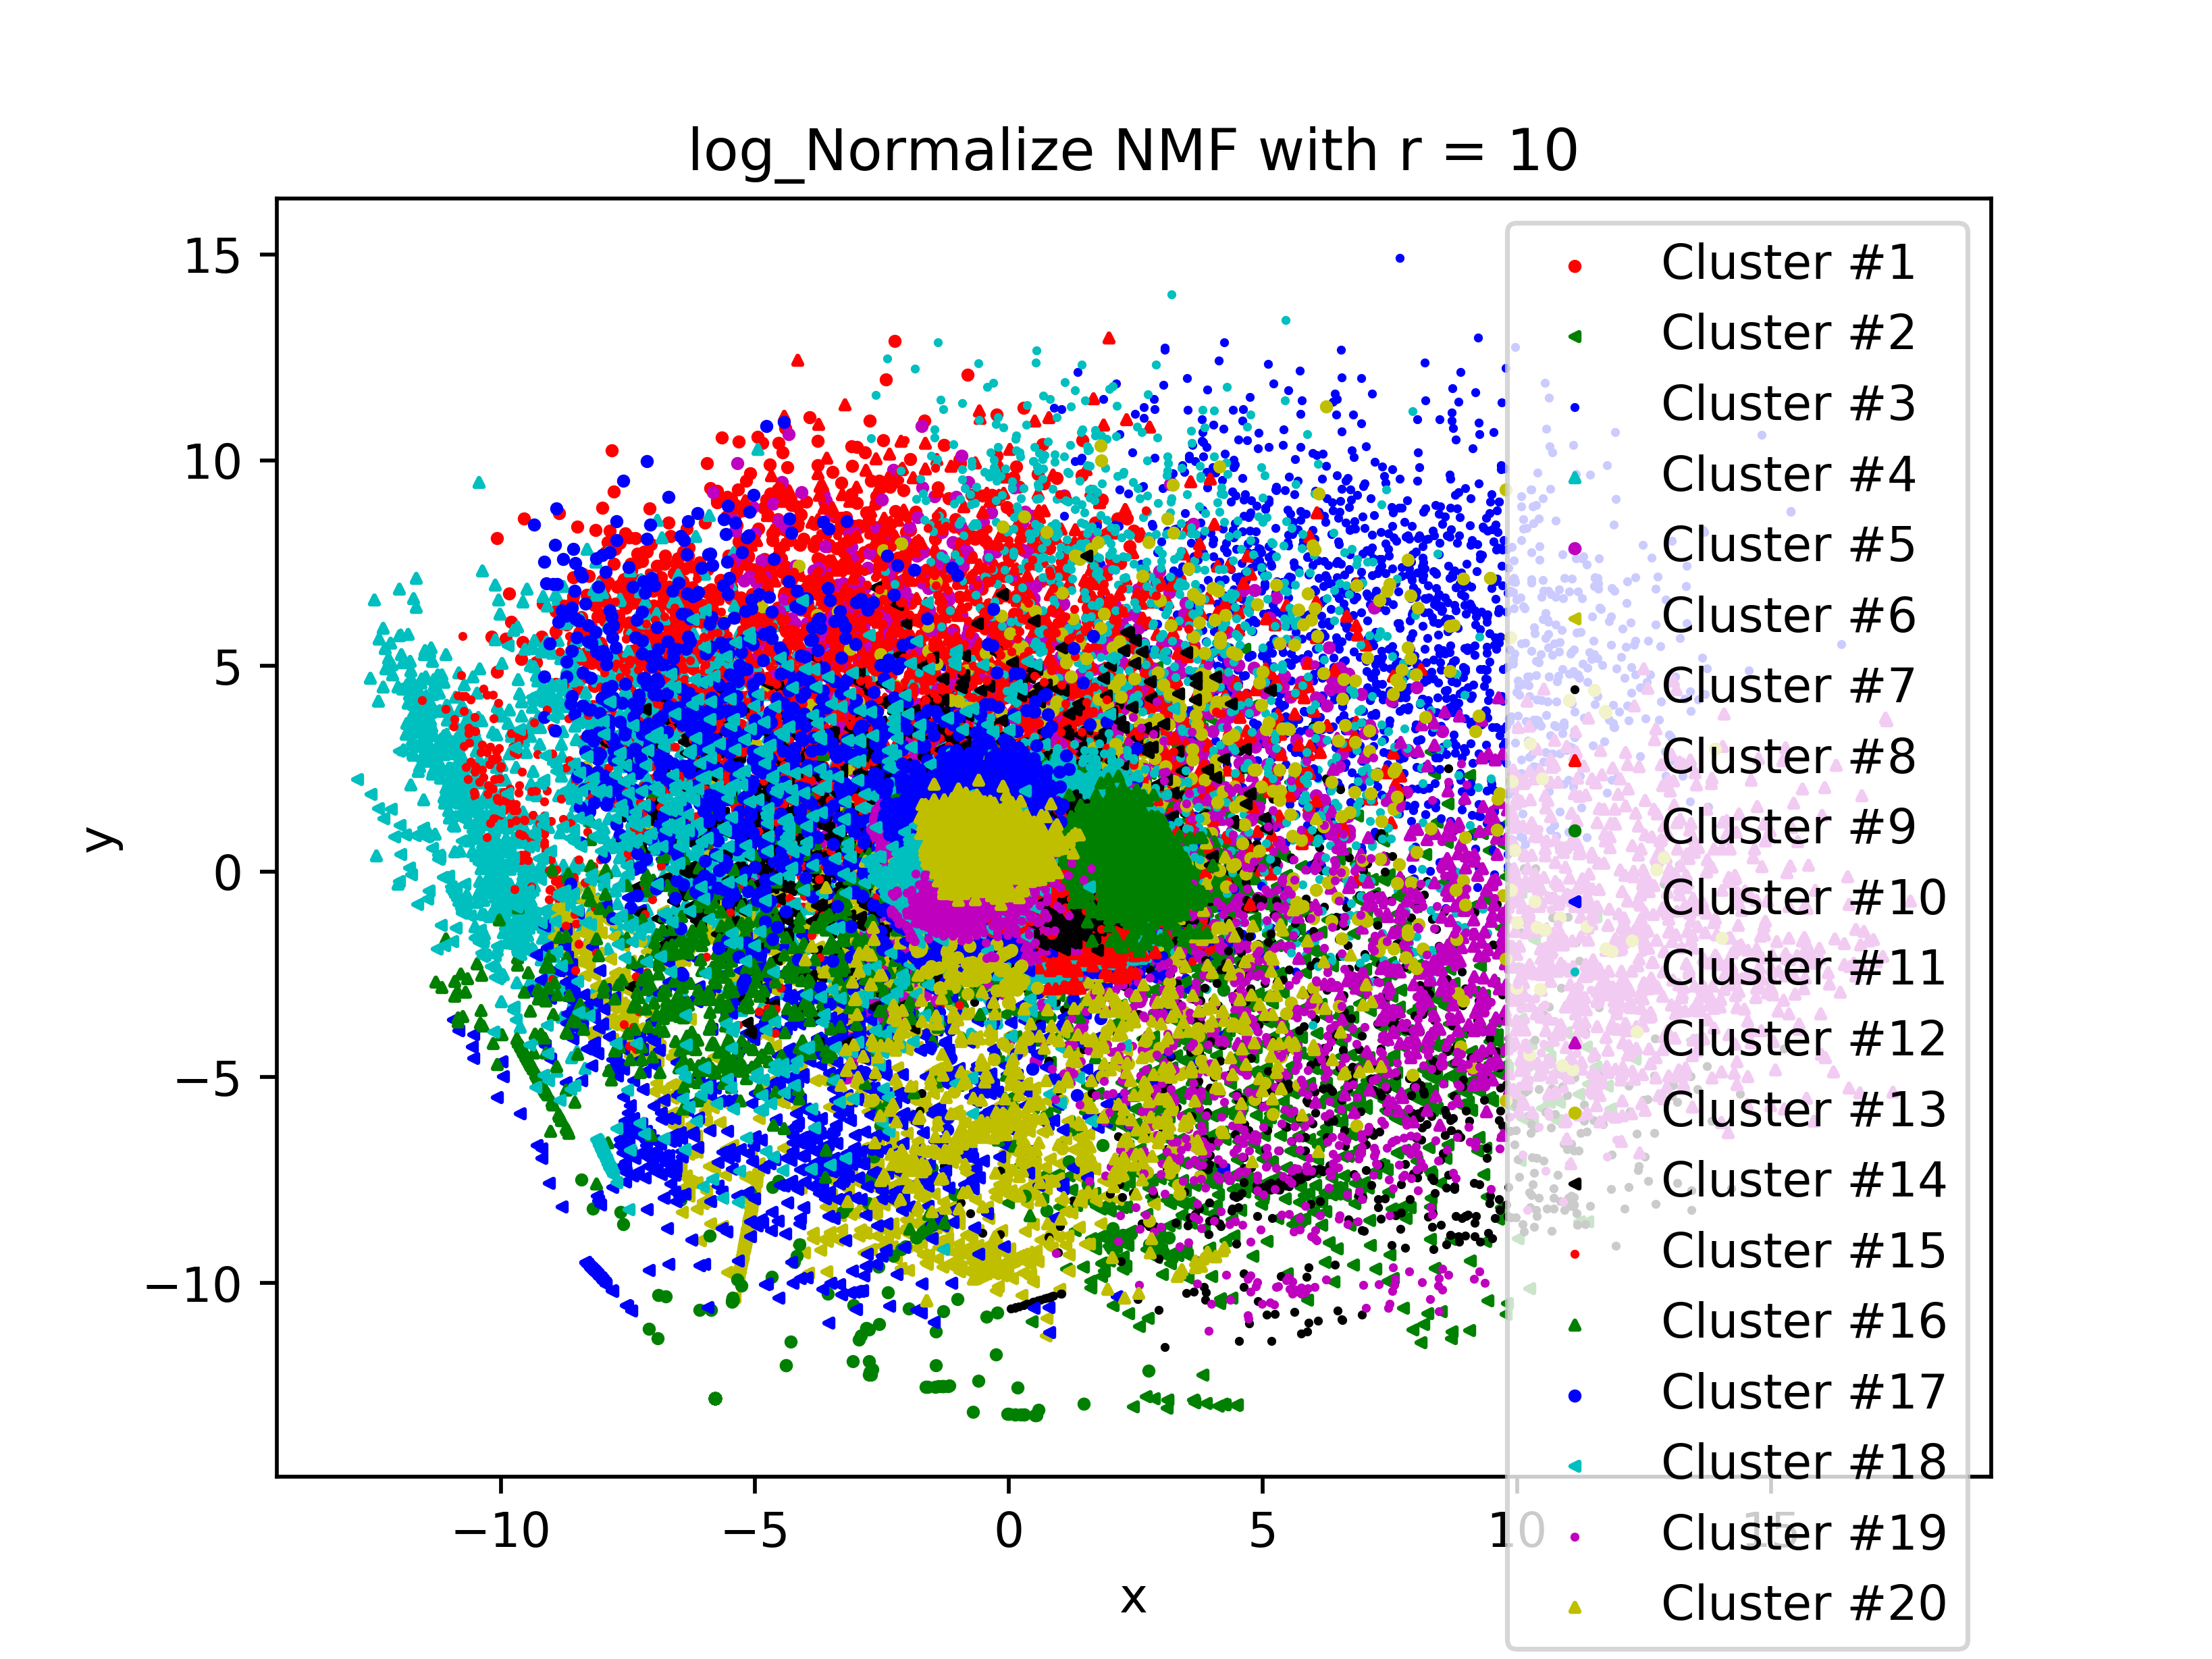 log_Normalize NMF with r = 10
15
10
5
0
−5
−10
y
−10
−5
0
5
10
15
x
Cluster #1
Cluster #2
Cluster #3
Cluster #4
Cluster #5
Cluster #6
Cluster #7
Cluster #8
Cluster #9
Cluster #10
Cluster #11
Cluster #12
Cluster #13
Cluster #14
Cluster #15
Cluster #16
Cluster #17
Cluster #18
Cluster #19
Cluster #20